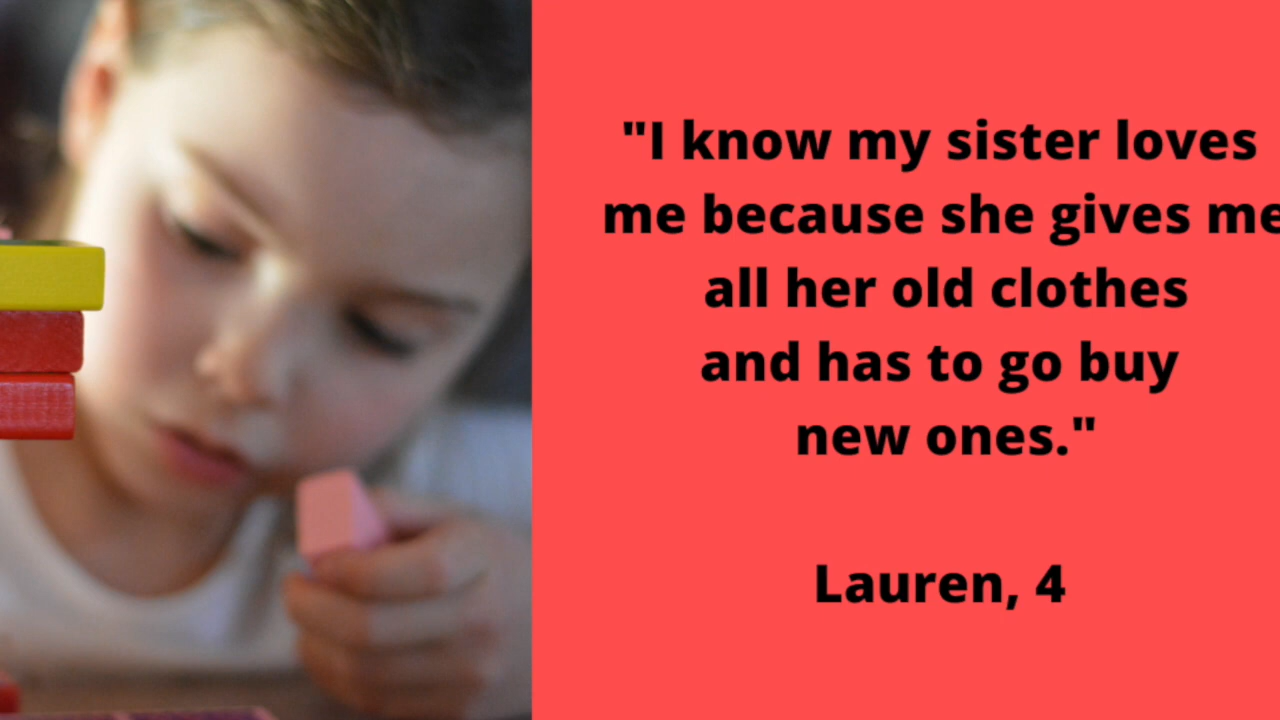 "I know my sister loves
me because she gives me
all her old clothes
and has to go buy
new ones."
Lauren, 4